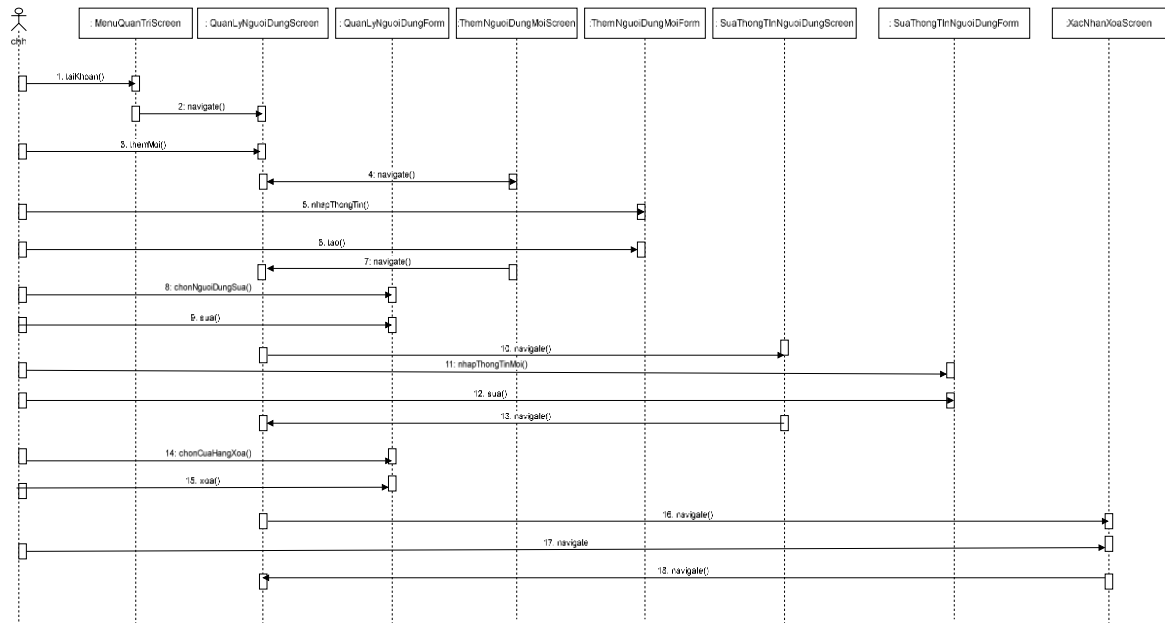 : MenuQuanTriScreen
: QuanLyNguoiDungScreen
: QuanLyNguoiDungForm
:ThemNguoiDungMoiScreen
:ThemNguoiDungMoiForm
: SuaThongTInNguoiDungScreen
: SuaThongTInNguoiDungForm
:XacNhanXoaScreen
chh
1: taiKhoan()
2: navigate()
3: themMoi()
4: navigate()
5: nhapThongTin()
6: tao()
7: navigate()
8: chonNguoiDungSua()
9: sua()
10: navigate()
11: nhapThongTinMoi()
12: sua()
13: navigate()
14: chonCuaHangXoa()
15: xoa()
16: navigate()
17: navigate
18: navigate()